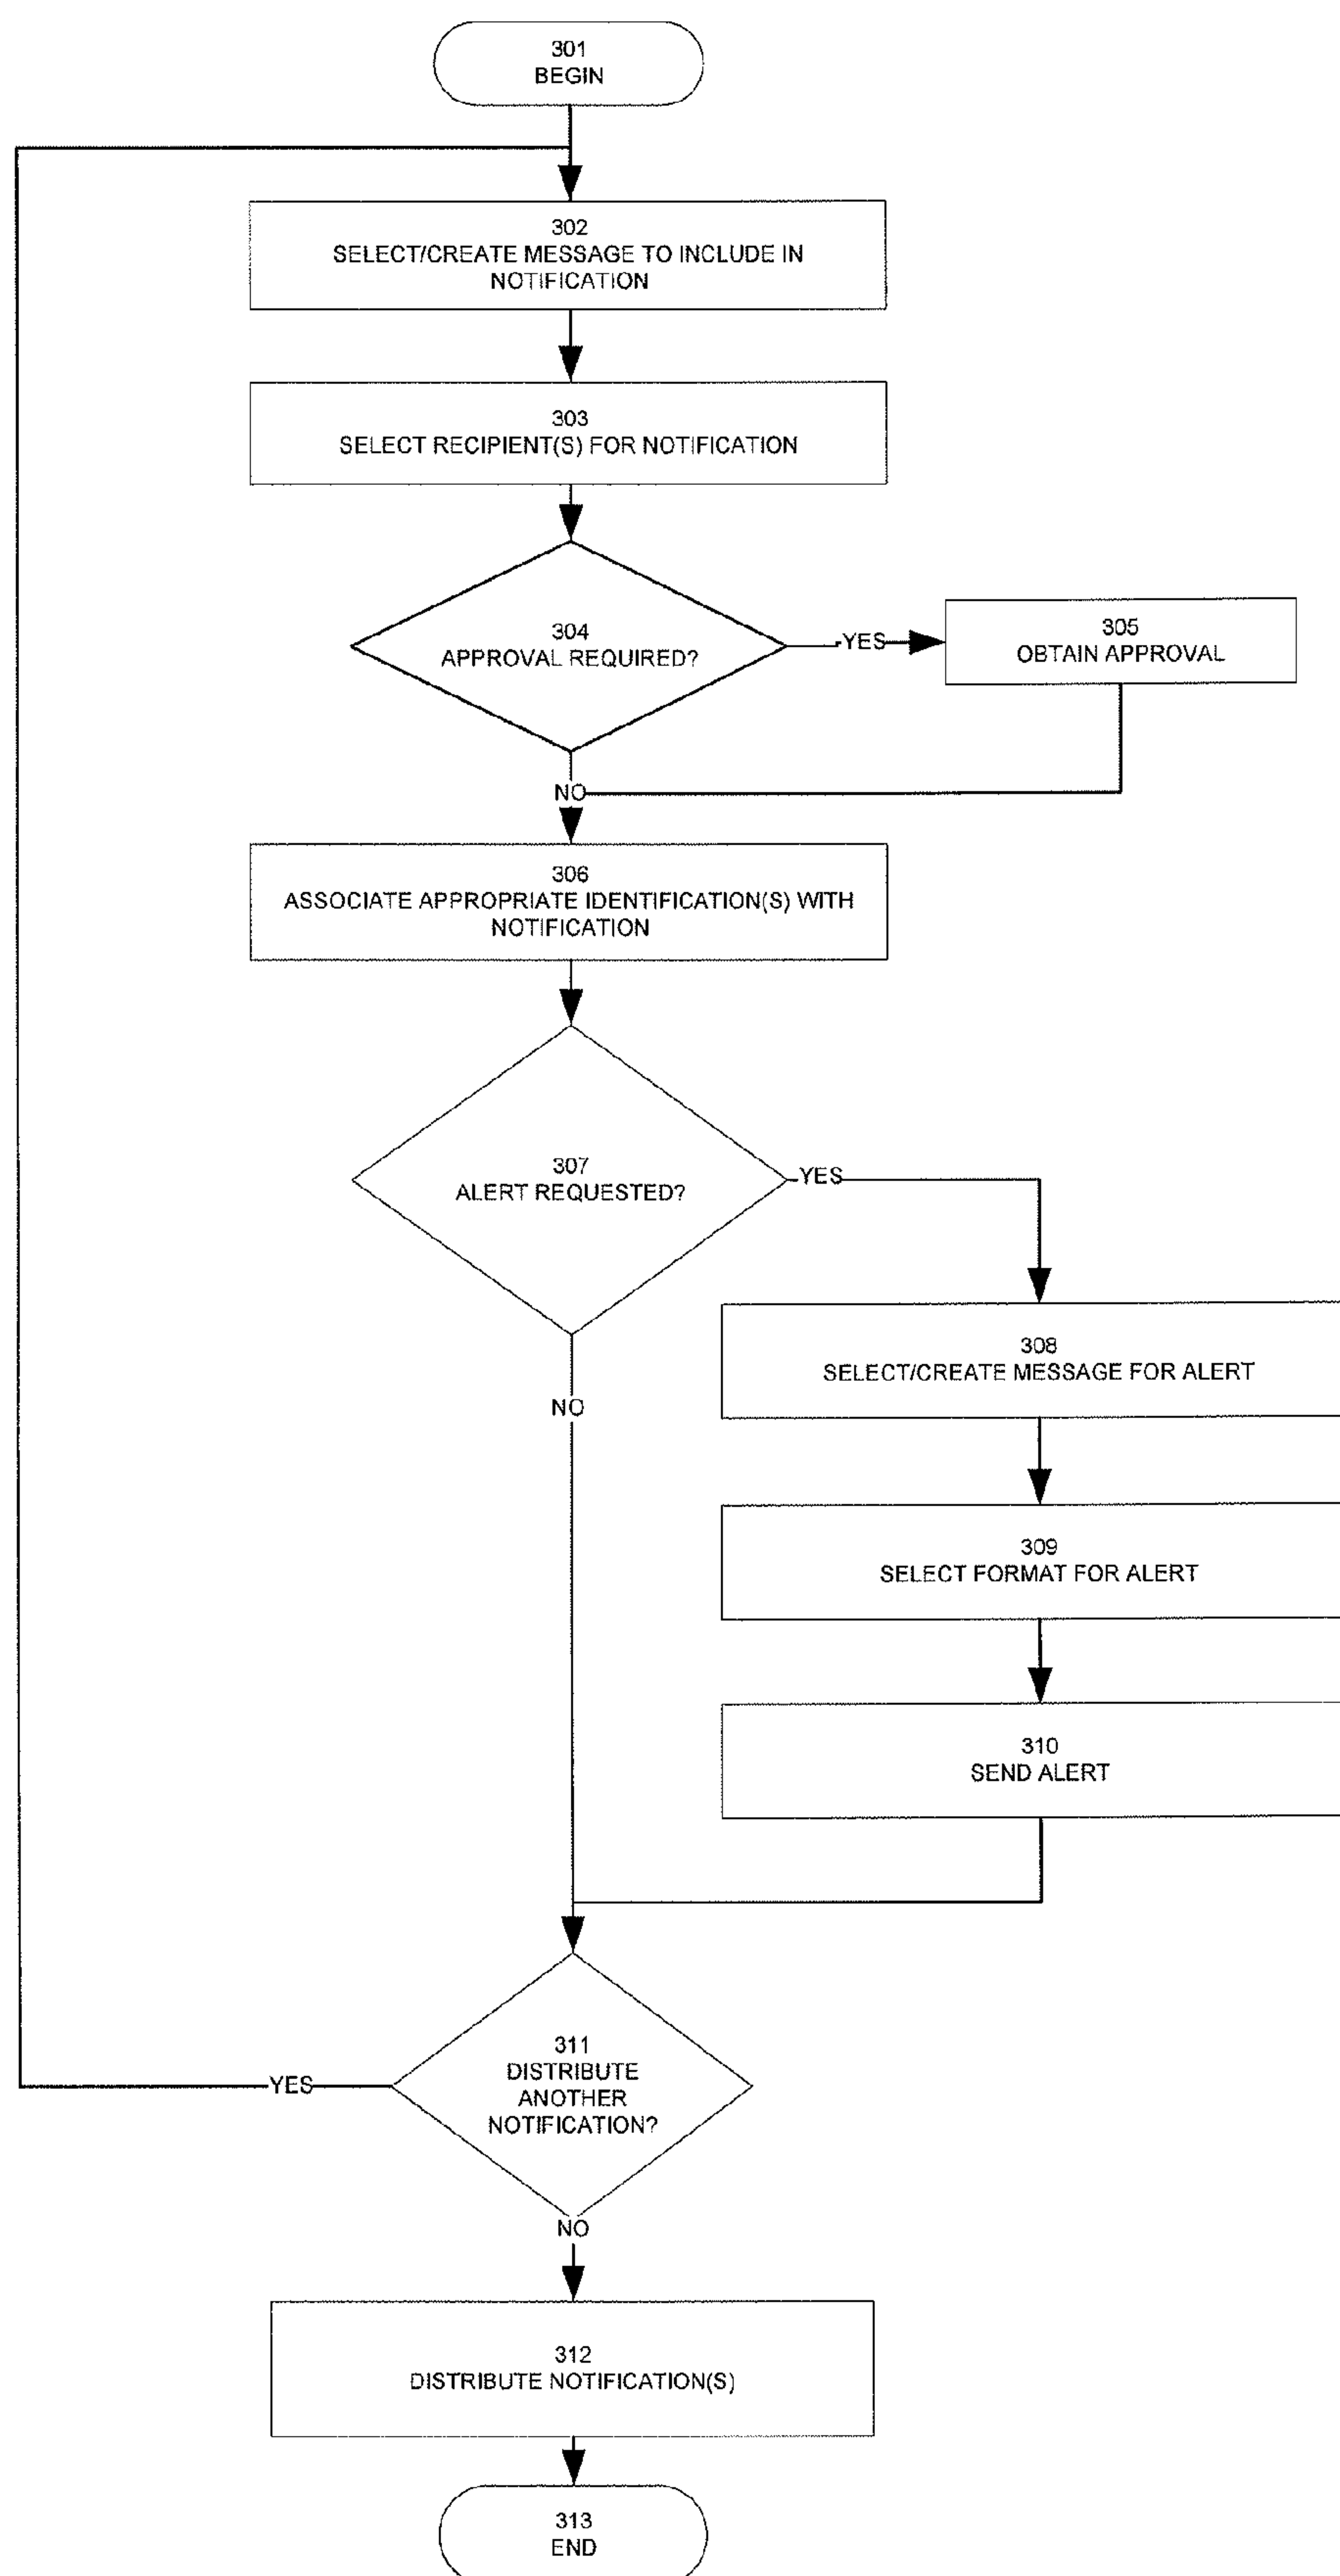 301
BEGIN
302
SELECT/CREATE MESSAGE TO INCLUDE IN
NOTIFICATION
303
SELECT RECIPIENT(S) FOR NOTIFICATION
304
APPROVAL REQUIRED?
YES
305
OBTAIN APPROVAL
NO
306
ASSOCIATE APPROPRIATE IDENTIFICATION(S) WITH
NOTIFICATION
307
ALERT REQUESTED?
YES
308
SELECT/CREATE MESSAGE FOR ALERT
NO
309
SELECT FORMAT FOR ALERT
310
SEND ALERT
311
DISTRIBUTE
ANOTHER
NOTIFICATION?
YES
NO
312
DISTRIBUTE NOTIFICATION(S)
313
END